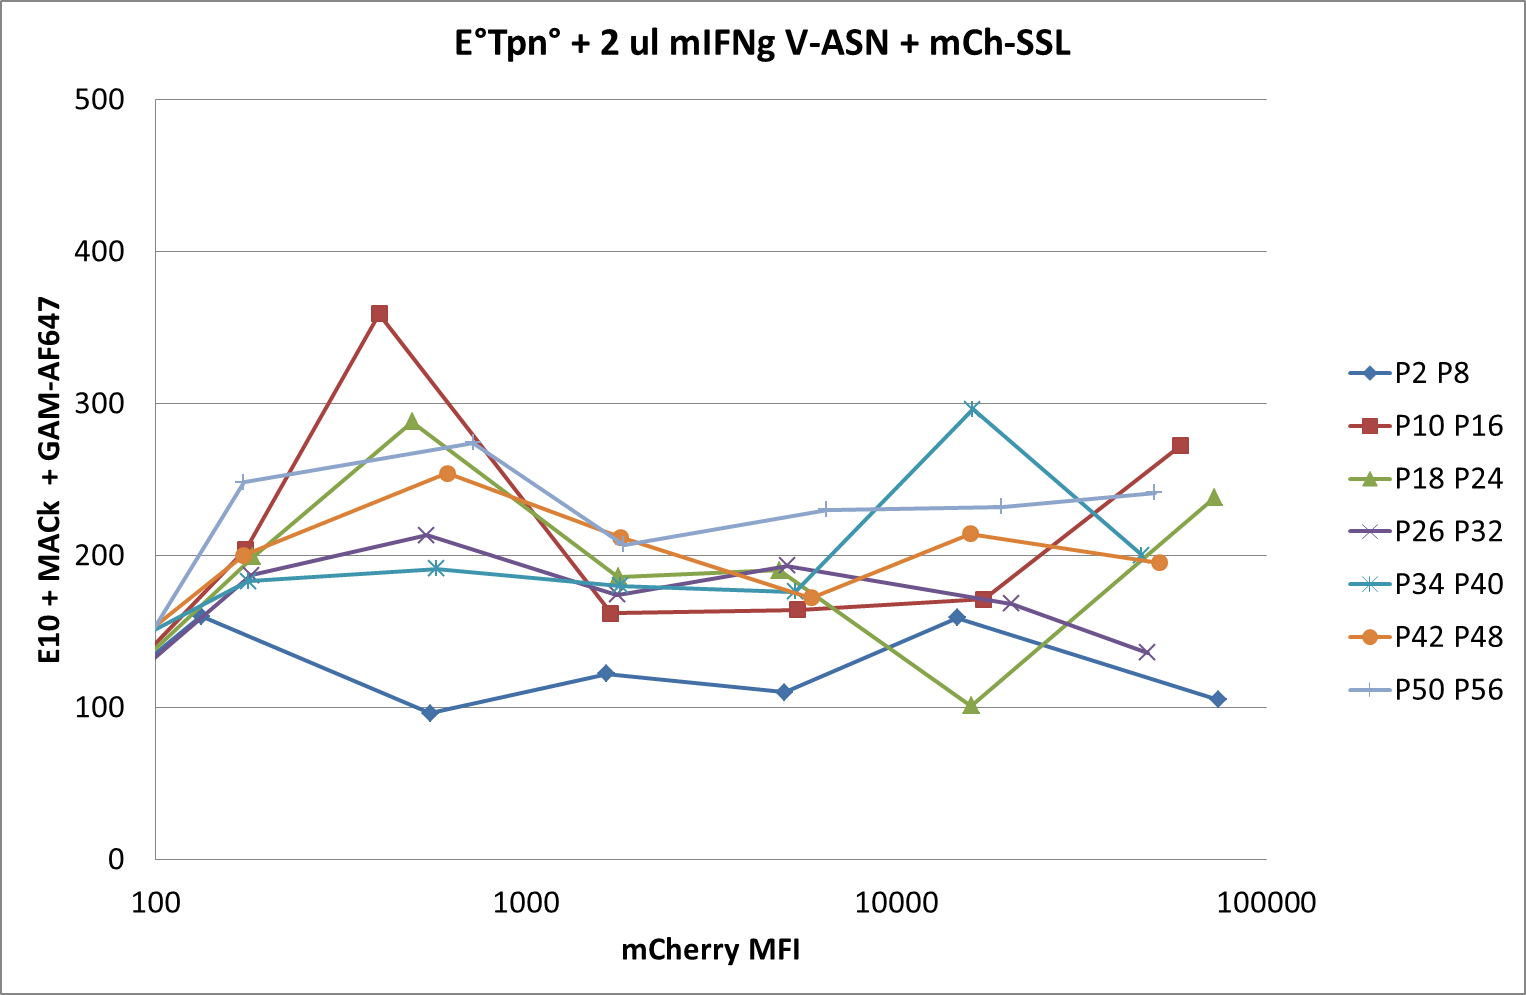 E°Tpn° + 2 ul mIFNg V-ASN + mCh-SSL
500
400
300
200
100
0
E10 + MACk + GAM-AF647
100 1000 10000 100000
mCherry MFI
P2 P8
P10 P16
P18 P24
P26 P32
P34 P40
P42 P48
P50 P56